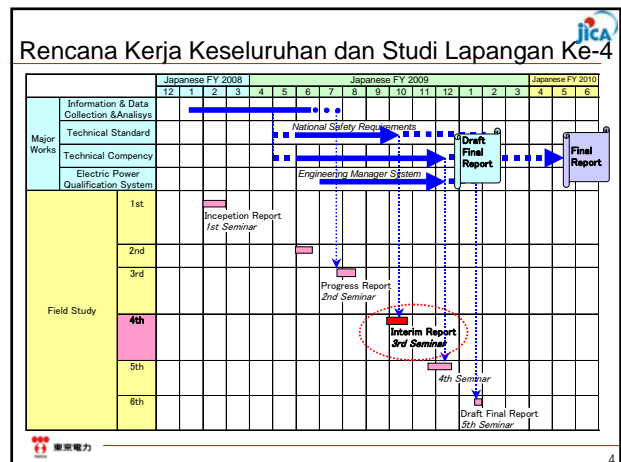 jICA
Rencana Kerja Keseluruhan dan Studi Lapangan Ke-4
Japanese FY 2008 Japanese FY 2009 Japanese FY 2010
12 1 2 3 4 5 6 7 8 9 10 11 12 1 2 3 4 5 6
Major
Works
Information & Data
Collection &Analisys
Technical Standard
National Safety Requirements
Technical Compency
Electric Power
Qualification System
Engineering Manager System
Draft
Final
Report
Final
Report
Field Study
1st
Incepetion Report
1st Seminar
2nd
3rd
Progress Report
2nd Seminar
4th
Interim Report
3rd Seminar
5th
4th Seminar
6th
Draft Final Report
5th Seminar
東京電力
4